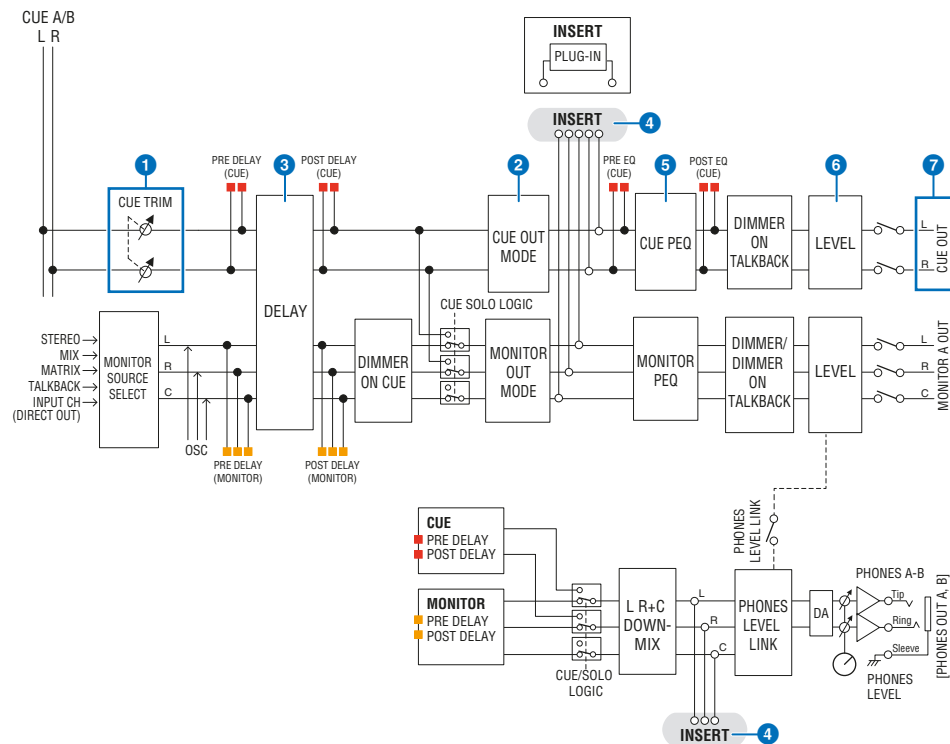 CUE A/B
L R
INSERT
PLUG-IN
INSERT
4
1
CUE TRIM
PRE DELAY
(CUE)
3
POST DELAY
(CUE)
2
PRE EQ
(CUE)
5
POST EQ
(CUE)
6
7
CUE OUT
MODE
CUE PEQ
DIMMER
ON
TALKBACK
LEVEL
L
R
CUE OUT
DELAY
CUE SOLO LOGIC
STEREO
MIX
MATRIX
TALKBACK
INPUT CH
(DIRECT OUT)
MONITOR
SOURCE
SELECT
L
R
C
OSC
PRE DELAY
(MONITOR)
POST DELAY
(MONITOR)
DIMMER
ON CUE
MONITOR
OUT
MODE
MONITOR
PEQ
DIMMER/
DIMMER
ON
TALKBACK
LEVEL
L
R
C
MONITOR A OUT
CUE
PRE DELAY
POST DELAY
MONITOR
PRE DELAY
POST DELAY
CUE/SOLO
LOGIC
L R+C
DOWN-
MIX
L
R
C
PHONES
LEVEL LINK
PHONES
LEVEL
LINK
DA
PHONES A-B
Tip
Ring
Sleeve
PHONES
LEVEL
[PHONES OUT A, B]
INSERT
4